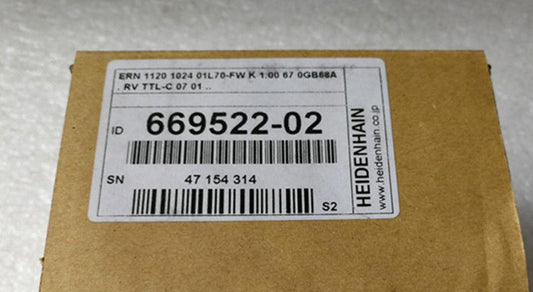 ERN 1120 1024 01L70-FW K 1,00 67 0GB68A
. RV TTL-C 07 01 ..
ID 669522-02
SN 47 154 314
S2
HEIDENHAIN
www.heidenhain.co.jp